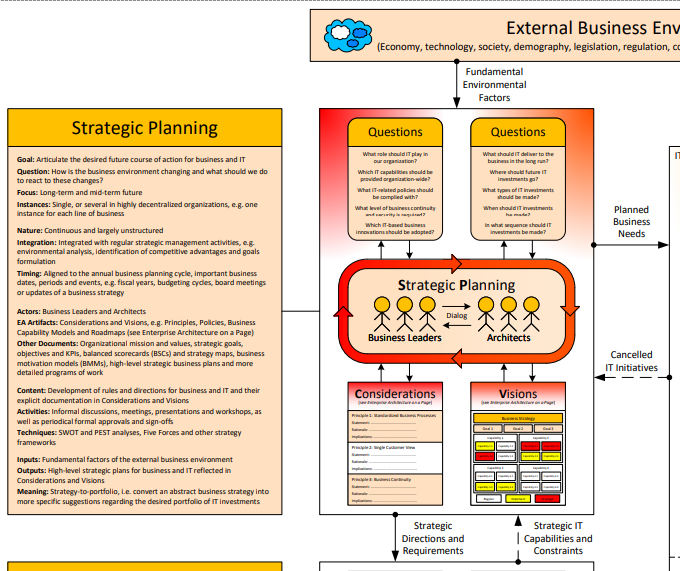 External Business Env
(Economy, technology, society, demography, legislation, regulation, co
Fundamental
Environmental
Factors
Strategic Planning
Goal: Articulate the desired future course of action for business and IT
Question: How is the business environment changing and what should we do
to react to these changes?
Focus: Long-term and mid-term future
Instances: Single, or several in highly decentralized organizations, e.g. one
instance for each line of business
Nature: Continuous and largely unstructured
Integration: Integrated with regular strategic management activities, e.g.
environmental analysis, identification of competitive advantages and goals
formulation
Timing: Aligned to the annual business planning cycle, important business
dates, periods and events, e.g. fiscal years, budgeting cycles, board meetings
or updates of a business strategy
Actors: Business Leaders and Architects
EA Artifacts: Considerations and Visions, e.g. Principles, Policies, Business
Capability Models and Roadmaps (see Enterprise Architecture on a Page)
Other Documents: Organizational mission and values, strategic goals,
objectives and KPIs, balanced scorecards (BSCs) and strategy maps, business
motivation models (BMMs), high-level strategic business plans and more
detailed programs of work
Content: Development of rules and directions for business and IT and their
explicit documentation in Considerations and Visions
Activities: Informal discussions, meetings, presentations and workshops, as
well as periodical formal approvals and sign-offs
Techniques: SWOT and PEST analyses, Five Forces and other strategy
frameworks
Inputs: Fundamental factors of the external business environment
Outputs: High-level strategic plans for business and IT reflected in
Considerations and Visions
Meaning: Strategy-to-portfolio, i.e. convert an abstract business strategy into
more specific suggestions regarding the desired portfolio of IT investments
Questions
What role should IT play in
our organization?
Which IT capabilities should be
provided organization-wide?
What IT-related policies should
be complied with?
What level of business continuity
and security is required?
Which IT-based business
innovations should be adopted?
Questions
What should IT deliver to the
business in the long run?
Where should future IT
investments go?
What types of IT investments
should be made?
When should IT investments
be made?
In what sequence should IT
investments be made?
Strategic Planning
Dialog
Business Leaders
Architects
Considerations
(see Enterprise Architecture on a Page)
Principle 1: Standardized Business Processes
Statement:
Rationale:
Implications:
Principle 2: Single Customer View
Statement:
Rationale:
Implications:
Principle 3: Business Continuity
Statement:
Rationale:
Implications:
Visions
(see Enterprise Architecture on a Page)
Business Strategy
Goal 1
Goal 2
Goal 3
Planned
Business
Needs
Cancelled
IT Initiatives
Strategic
Directions and
Requirements
Strategic IT
Capabilities and
Constraints